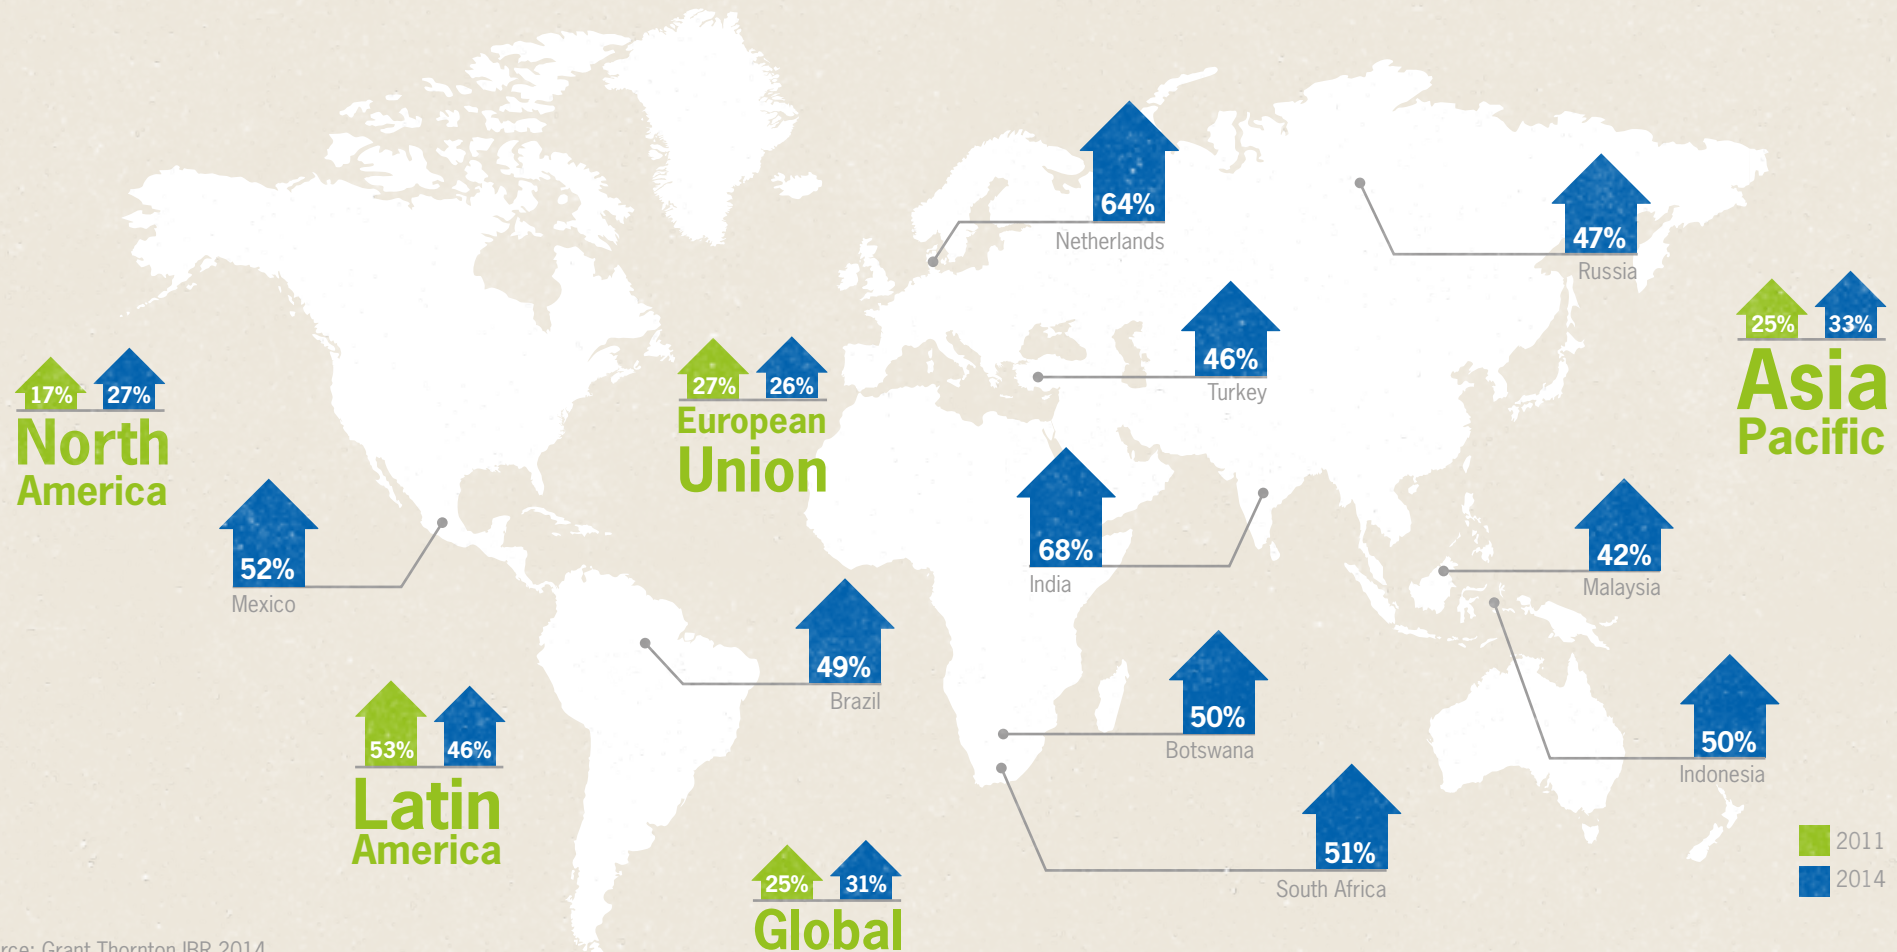 64%
Netherlands
47%
Russia
25% 33%
Asia
Pacific
46%
Turkey
17% 27%
North
America
27% 26%
European
Union
52%
Mexico
68%
India
42%
Malaysia
49%
Brazil
50%
Botswana
50%
Indonesia
53% 46%
Latin
America
51%
South Africa
25% 31%
Global
2011
2014
rce: Grant Thornton IBR 2014